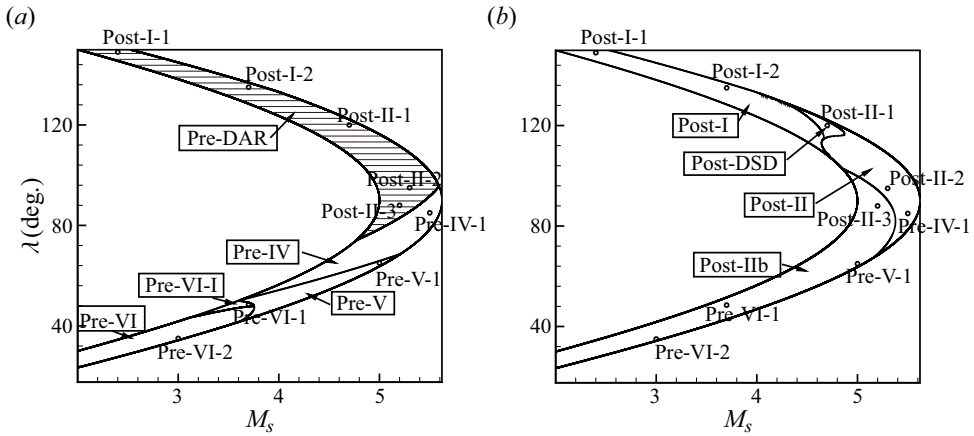 (a)
Post-I-1
Post-I-2
Post-II-1
Pre-DAR
Post-II-2
Post-II-3
Pre-IV-1
Pre-IV
Pre-VI-I
Pre-V-1
Pre-V
Pre-VI
Pre-VI-1
Pre-VI-2
120
80
40
λ (deg.)
3 4 5
Ms
(b)
Post-I-1
Post-I-2
Post-II-1
Post-I
Post-DSD
Post-II-2
Post-II
Post-II-3
Pre-IV-1
Post-IIb
Pre-V-1
Pre-VI-1
Pre-VI-2
120
80
40
3 4 5
Ms